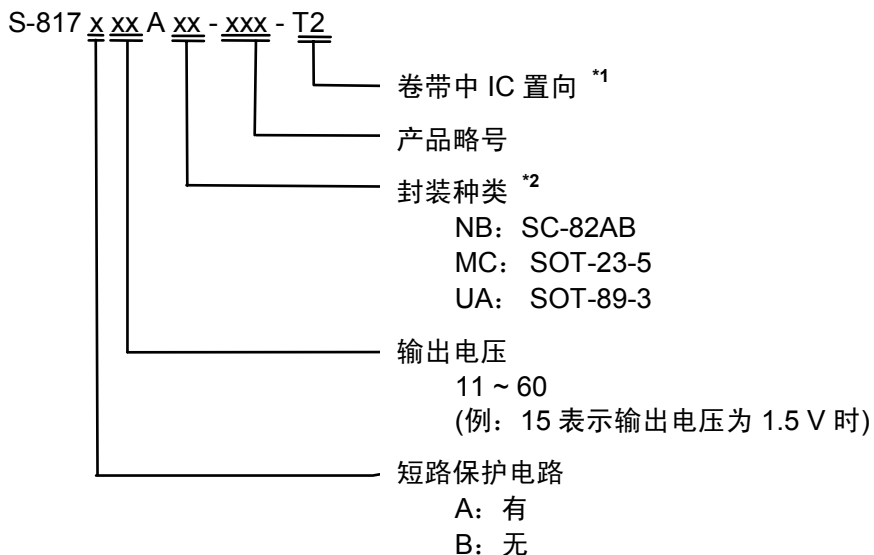 S-817 x xx A xx - xxx - T2
卷带中 IC 置向 *1
产品略号
封装种类 *2
NB：SC-82AB
MC： SOT-23-5
UA： SOT-89-3
输出电压
11 ~ 60
(例：15 表示输出电压为 1.5 V 时)
短路保护电路
A：有
B：无